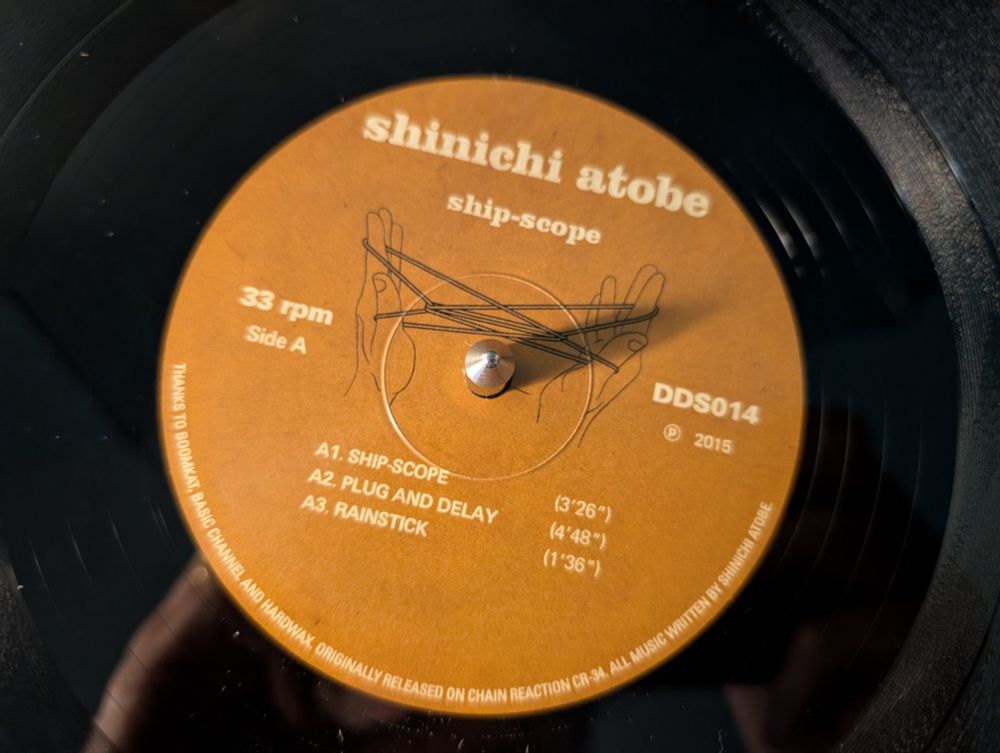 shinichi atobe
ship-scope
33 rpm
Side A
DDS014
℗ 2015
A1. SHIP-SCOPE (3'26")
A2. PLUG AND DELAY (4'48")
A3. RAINSTICK (1'36")
THANKS TO BOOMKAT, BASIC CHANNEL AND HARDWAX. ORIGINALLY RELEASED ON CHAIN REACTION CR-34. ALL MUSIC WRITTEN BY SHINICHI ATOBE